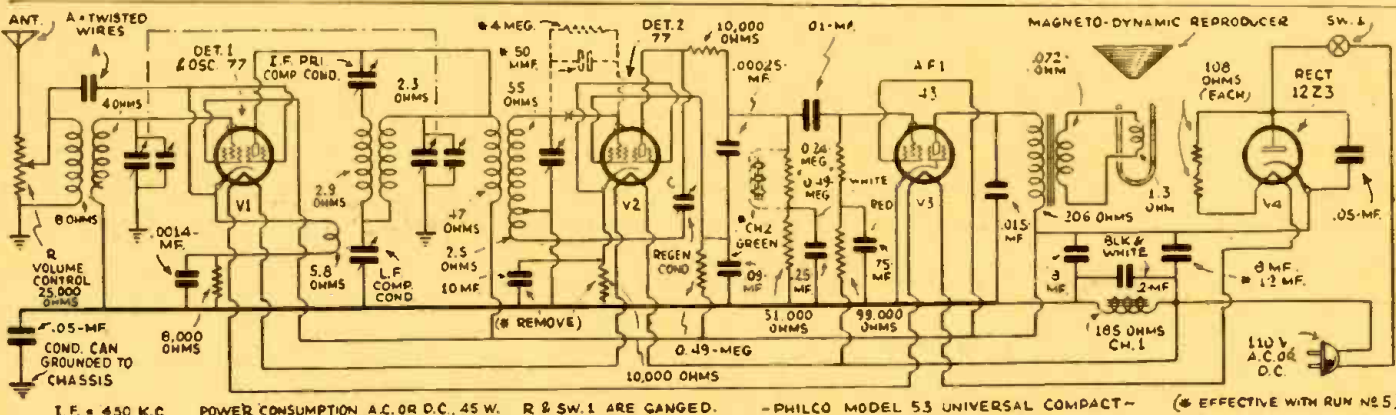 ANT.
A = TWISTED
WIRES
A
4 OHMS
8 OHMS
R
VOLUME
CONTROL
25,000
OHMS
.05-MF.
COND. CAN
GROUNDED TO
CHASSIS
.0014-
MF.
8,000
OHMS
DET. 1
& OSC. 77
V1
5.8
OHMS
I.F. PRI.
COMP. COND.
2.3
OHMS
2.9
OHMS
I.F.
COMP.
COND.
47
OHMS
2.5
OHMS
10 MF.
(* REMOVE)
* 4 MEG.
* 50
MMF.
55
OHMS
DET. 2
77
V2
C
REGEN
COND
0.49-MEG
10,000 OHMS
10,000
OHMS
.00025-
MF.
.01-MF.
0.24
MEG
0.49-
MEG
* CH.2
GREEN
.09-
MF.
.25
MF
51,000
OHMS
WHITE
RED
.75-
MF.
99,000
OHMS
AF1
43
V3
.015-
MF
MAGNETO-DYNAMIC REPRODUCER
.072-
OHM
1.3
OHM
206 OHMS
8
MF.
BLK &
WHITE
.2-MF
185 OHMS
CH. 1
8 MF.
* 12 MF.
108
OHMS
(EACH)
SW. 1
RECT
12Z3
V4
.05-MF.
110 V.
A.C. OR
D.C.
I.F. = 450 K.C. POWER CONSUMPTION A.C. OR D.C., 45 W. R & SW.1 ARE GANGED. -PHILCO MODEL 53 UNIVERSAL COMPACT- (* EFFECTIVE WITH RUN Nº 5